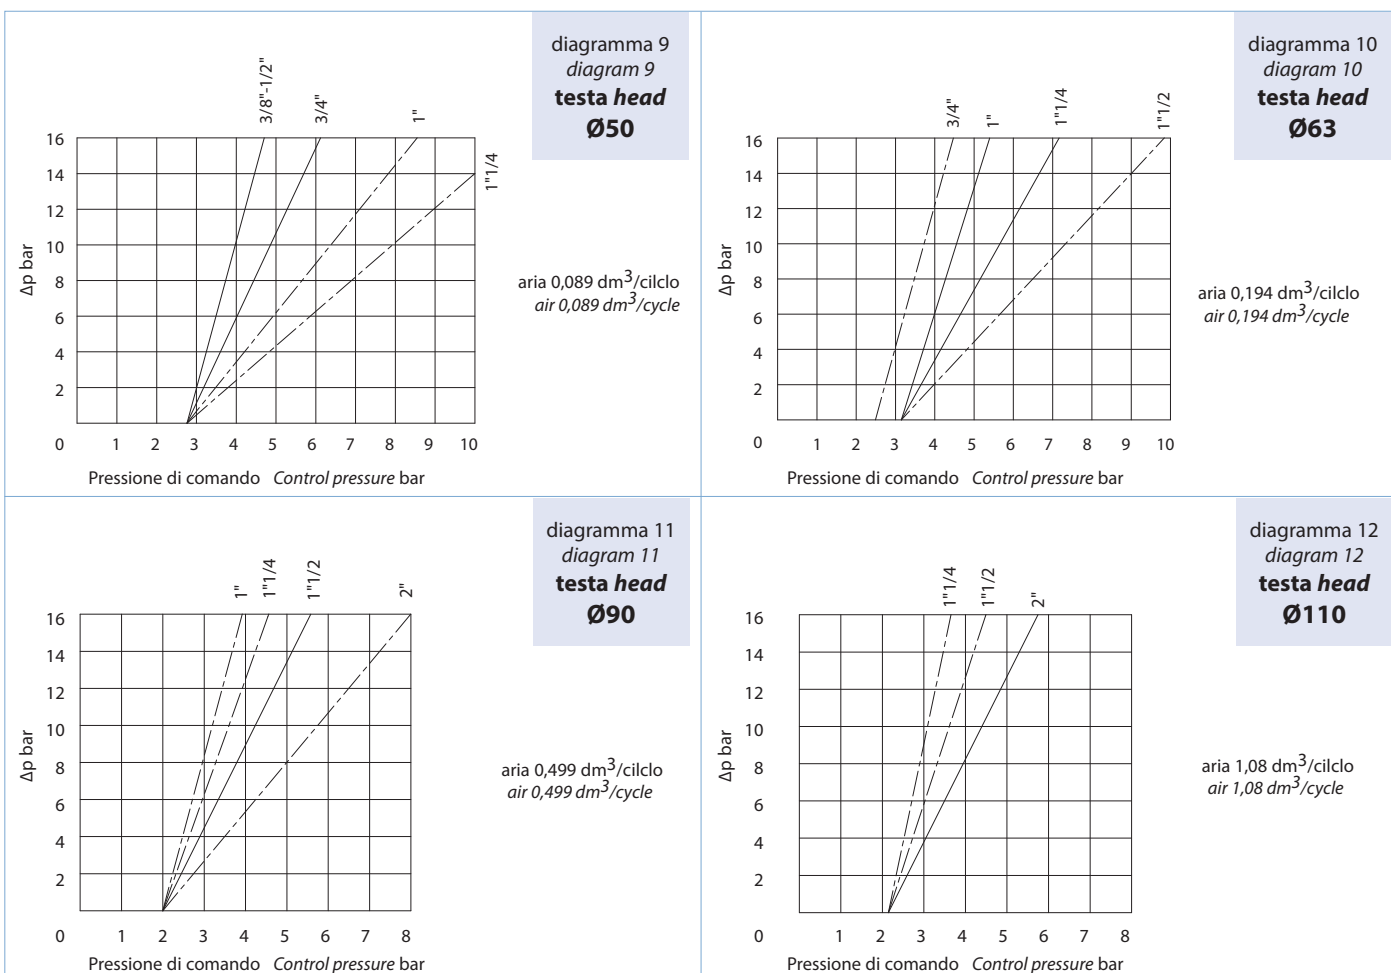 diagramma 9
diagram 9
testa head
Ø50
3/8"-1/2"
3/4"
1"
1"1/4
16
14
12
10
8
6
4
2
0
Δp bar
1 2 3 4 5 6 7 8 9 10
Pressione di comando Control pressure bar
aria 0,089 dm³/cilclo
air 0,089 dm³/cycle
diagramma 10
diagram 10
testa head
Ø63
3/4"
1"
1"1/4
1"1/2
16
14
12
10
8
6
4
2
0
Δp bar
1 2 3 4 5 6 7 8 9 10
Pressione di comando Control pressure bar
aria 0,194 dm³/cilclo
air 0,194 dm³/cycle
diagramma 11
diagram 11
testa head
Ø90
1"
1"1/4
1"1/2
2"
16
14
12
10
8
6
4
2
0
Δp bar
1 2 3 4 5 6 7 8
Pressione di comando Control pressure bar
aria 0,499 dm³/cilclo
air 0,499 dm³/cycle
diagramma 12
diagram 12
testa head
Ø110
1"1/4
1"1/2
2"
16
14
12
10
8
6
4
2
0
Δp bar
1 2 3 4 5 6 7 8
Pressione di comando Control pressure bar
aria 1,08 dm³/cilclo
air 1,08 dm³/cycle